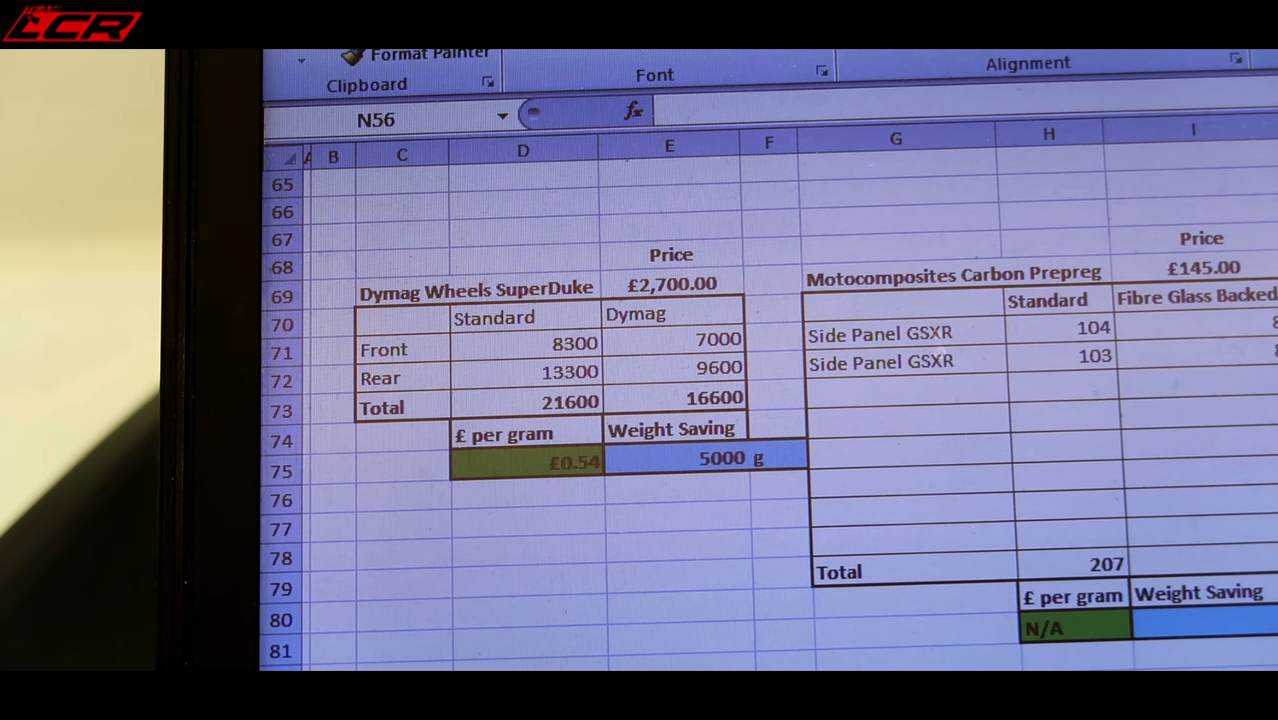 TEAM LCR
Format Painter
Clipboard Font Alignment
N56 fx
A B C D E F G H I
65
66
67
68 Price Price
69 Dymag Wheels SuperDuke £2,700.00 Motocomposites Carbon Prepreg £145.00
70 Standard Dymag Standard Fibre Glass Backed
71 Front 8300 7000 Side Panel GSXR 104
72 Rear 13300 9600 Side Panel GSXR 103
73 Total 21600 16600
74 £ per gram Weight Saving
75 £0.54 5000 g
76
77
78
79 Total 207
80 £ per gram Weight Saving
81 N/A